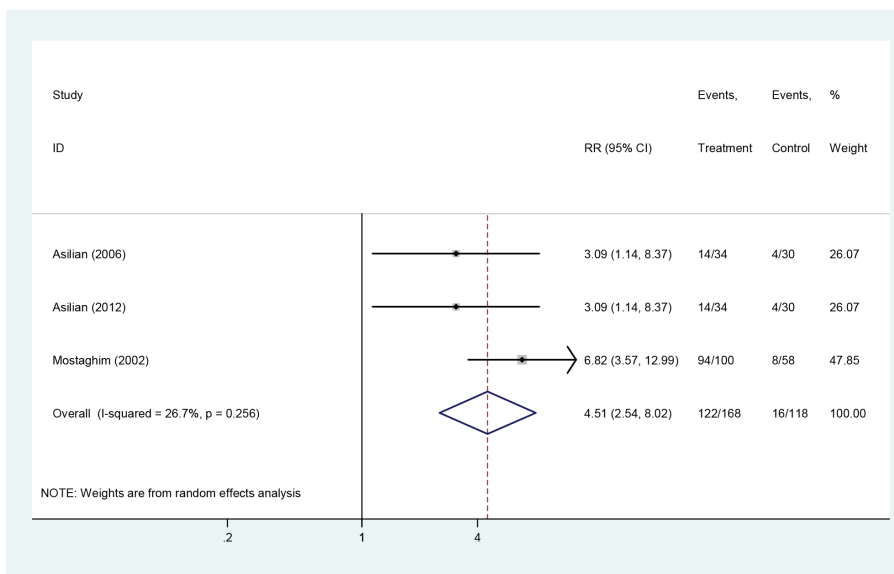 Study Events, Events, %
ID RR (95% CI) Treatment Control Weight
Asilian (2006) 3.09 (1.14, 8.37) 14/34 4/30 26.07
Asilian (2012) 3.09 (1.14, 8.37) 14/34 4/30 26.07
Mostaghim (2002) 6.82 (3.57, 12.99) 94/100 8/58 47.85
Overall (I-squared = 26.7%, p = 0.256) 4.51 (2.54, 8.02) 122/168 16/118 100.00
NOTE: Weights are from random effects analysis
.2 1 4